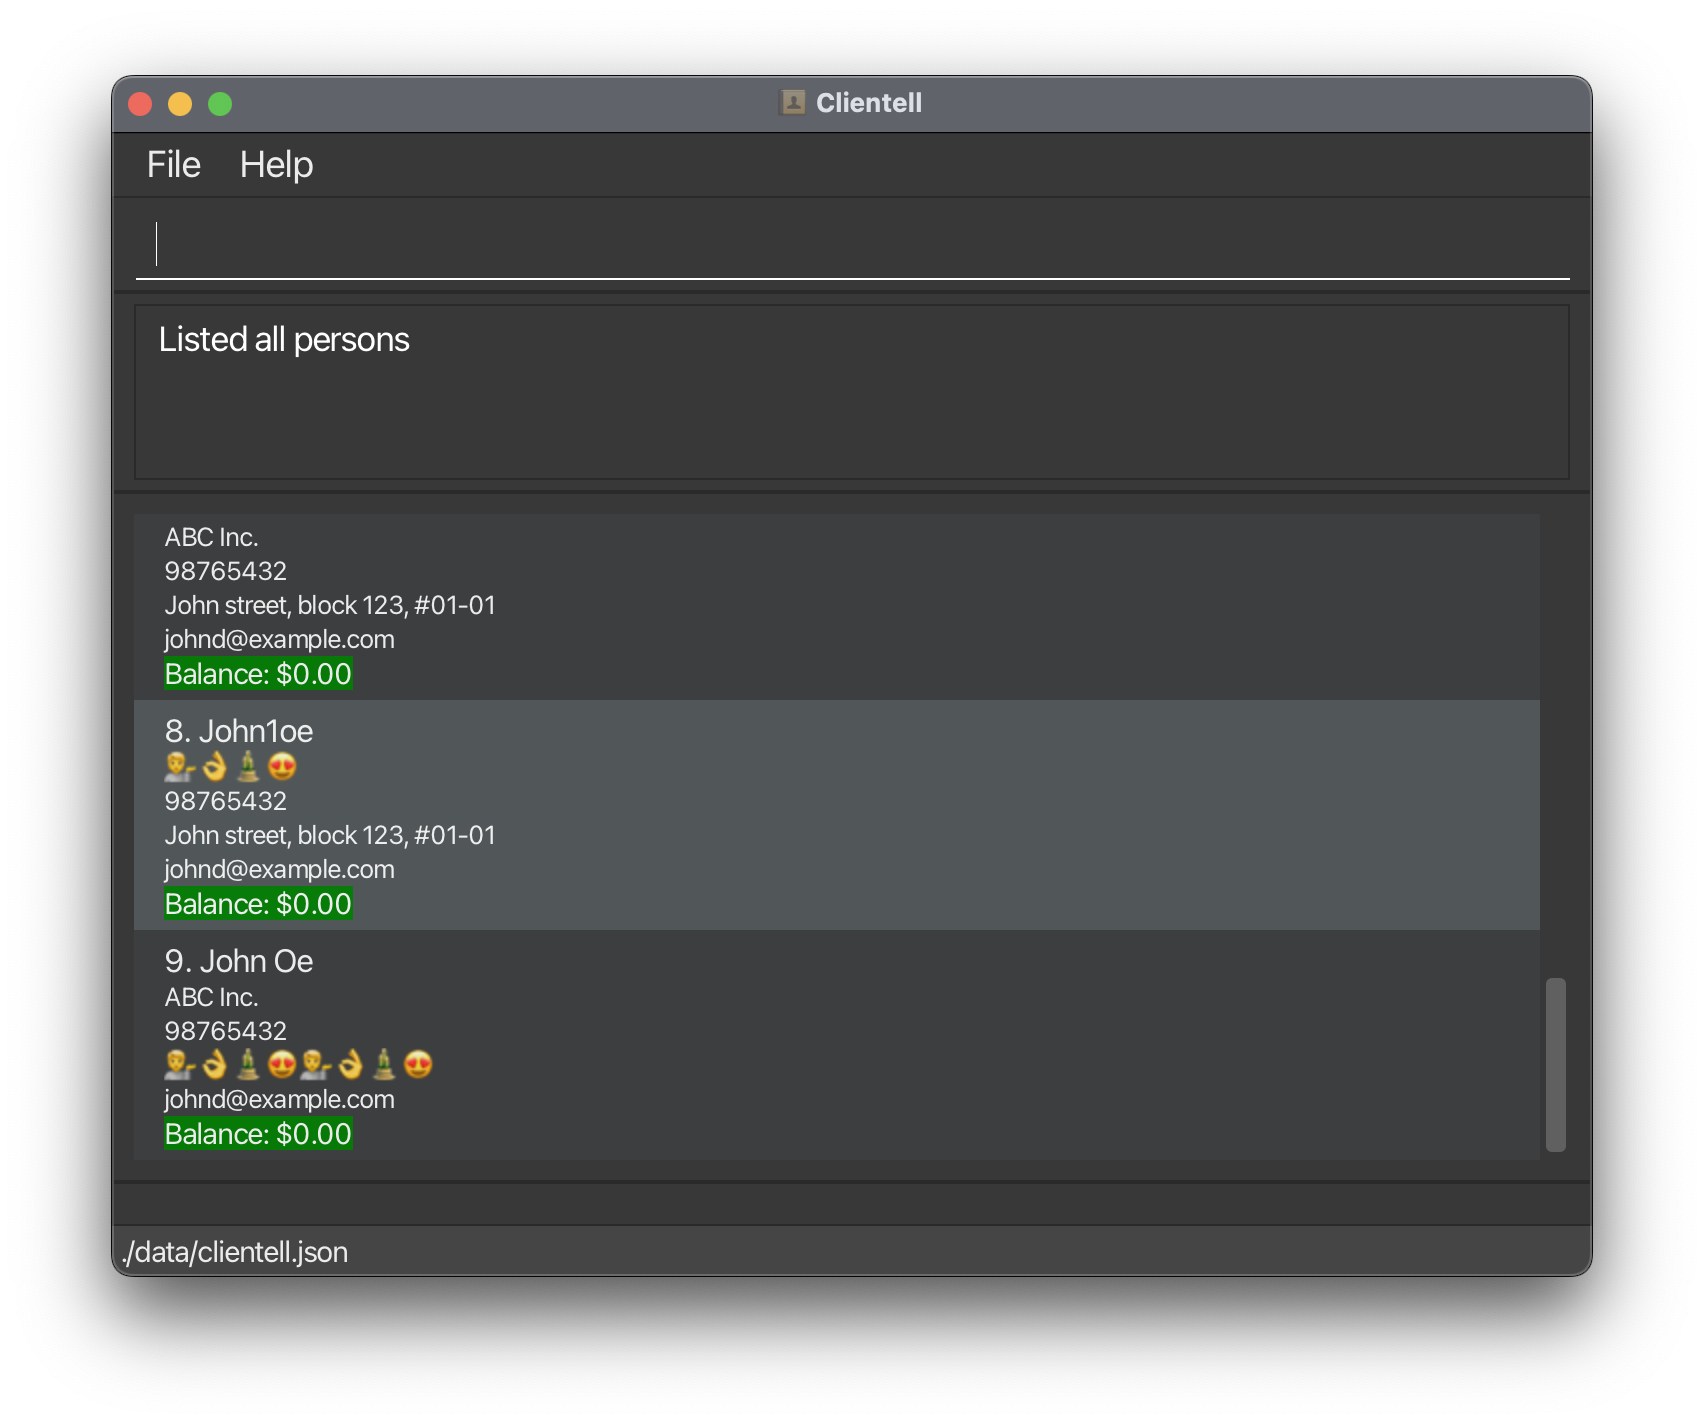 Clientell
File Help
Listed all persons
ABC Inc.
98765432
John street, block 123, #01-01
johnd@example.com
Balance: $0.00
8. John1oe
👨‍🎨👌🍾😍
98765432
John street, block 123, #01-01
johnd@example.com
Balance: $0.00
9. John Oe
ABC Inc.
98765432
👨‍🎨👌🍾😍👨‍🎨👌🍾😍
johnd@example.com
Balance: $0.00
./data/clientell.json